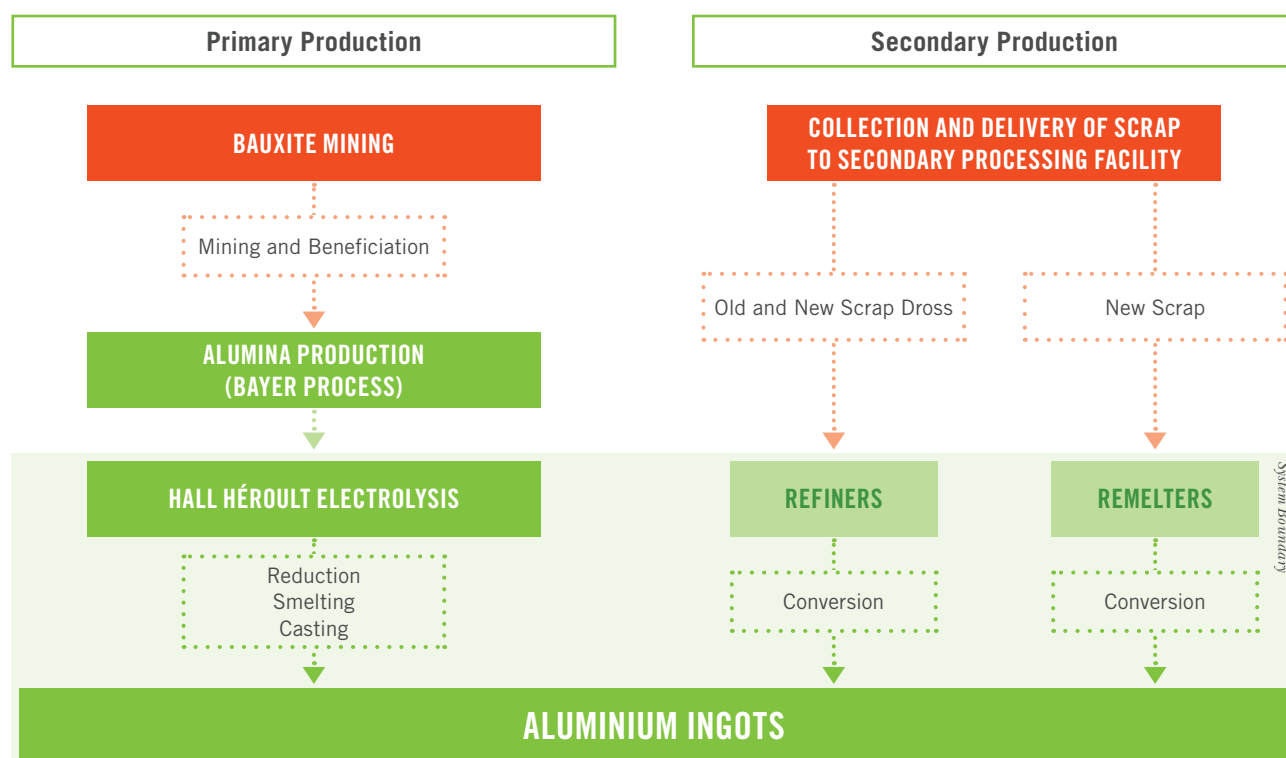 Primary Production
Secondary Production
BAUXITE MINING
COLLECTION AND DELIVERY OF SCRAP
TO SECONDARY PROCESSING FACILITY
Mining and Beneficiation
Old and New Scrap Dross
New Scrap
ALUMINA PRODUCTION
(BAYER PROCESS)
HALL HÉROULT ELECTROLYSIS
REFINERS
REMELTERS
System Boundary
Reduction
Smelting
Casting
Conversion
Conversion
ALUMINIUM INGOTS